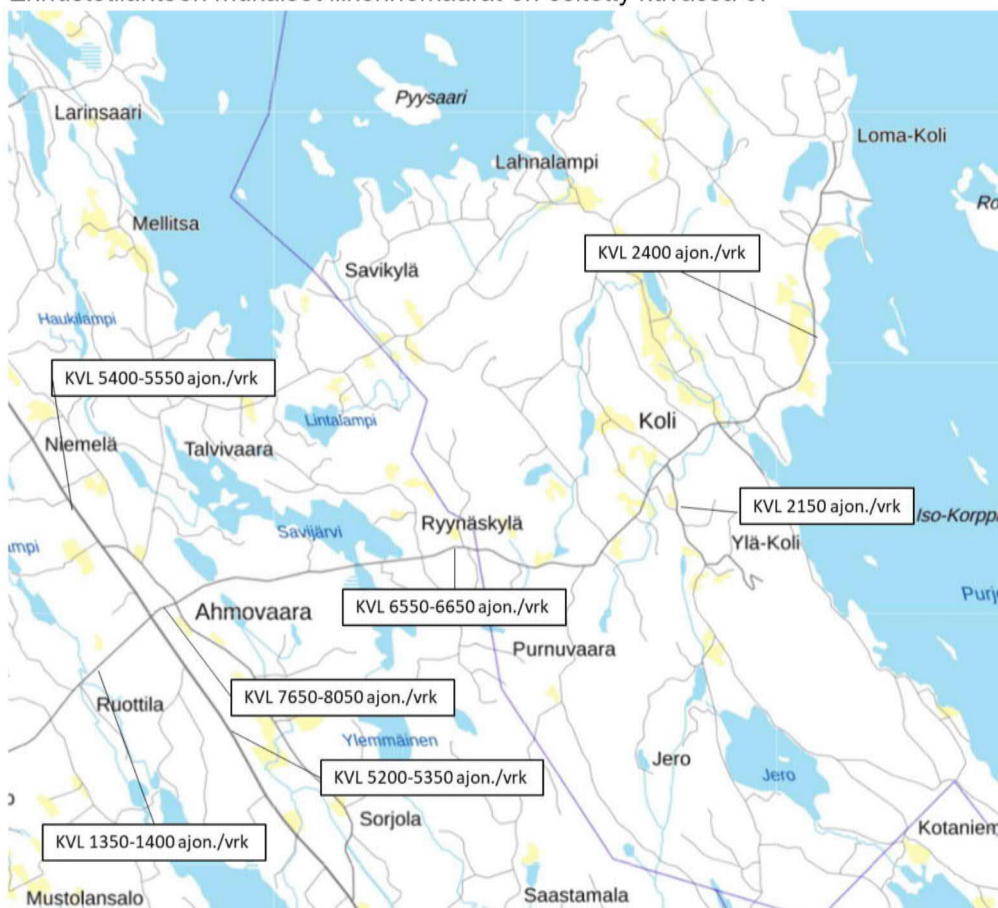 Pyysaari
Larinsaari
Loma-Koli
Lahnalampi
Mellitsa
KVL 2400 ajon./vrk
Savikylä
Haukilampi
KVL 5400-5550 ajon./vrk
Lintalampi
Koli
Niemelä
Talvivaara
KVL 2150 ajon./vrk
Ryynäskylä
Savijärvi
Ylä-Koli
KVL 6550-6650 ajon./vrk
Ahmovaara
Purnuvaara
KVL 7650-8050 ajon./vrk
Ruottila
Ylemmäinen
Jero
KVL 5200-5350 ajon./vrk
Jero
Sorjola
KVL 1350-1400 ajon./vrk
Saastamala
Mustolansalo